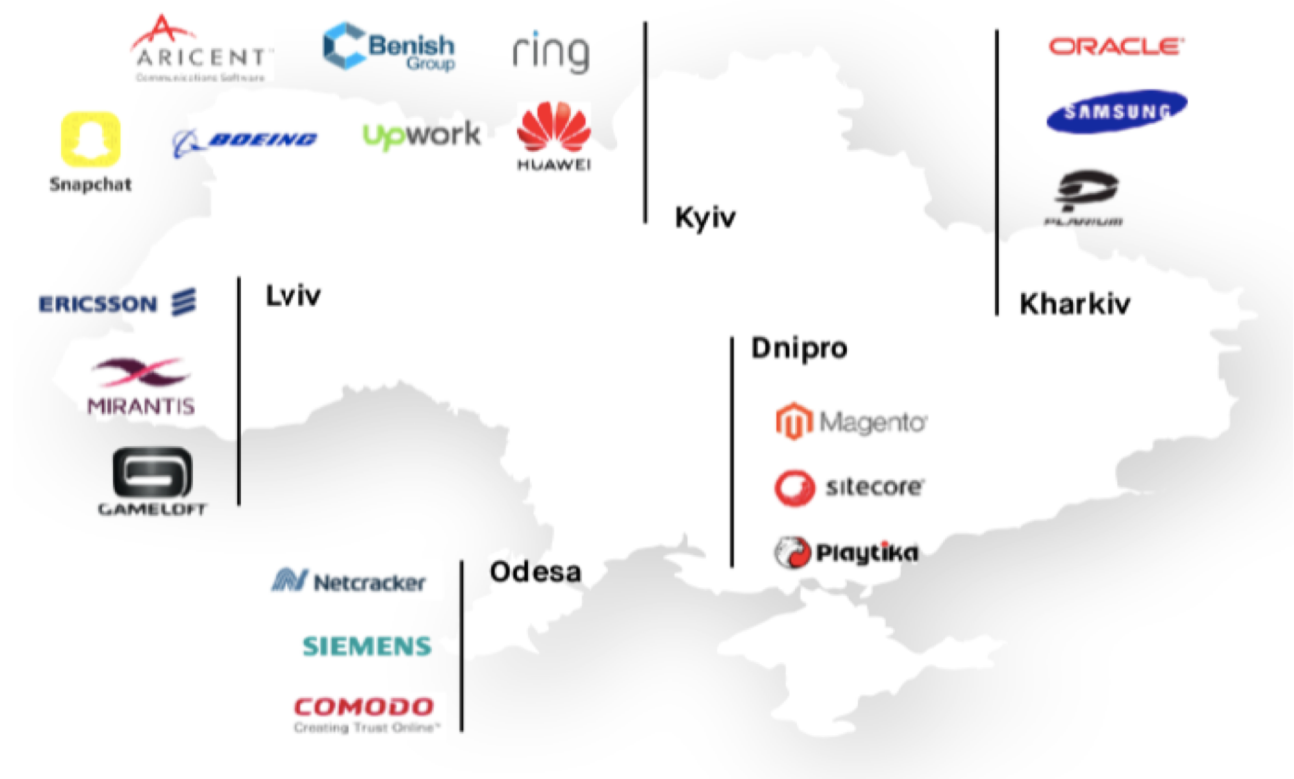 ARICENT
Communications Software
Benish
Group
ring
Snapchat
BOEING
upwork
HUAWEI
Kyiv
ORACLE
SAMSUNG
PLARIUM
Kharkiv
ERICSSON
MIRANTIS
GAMELOFT
Lviv
Dnipro
Magento
sitecore
Playtika
Netcracker
SIEMENS
COMODO
Creating Trust Online™
Odesa